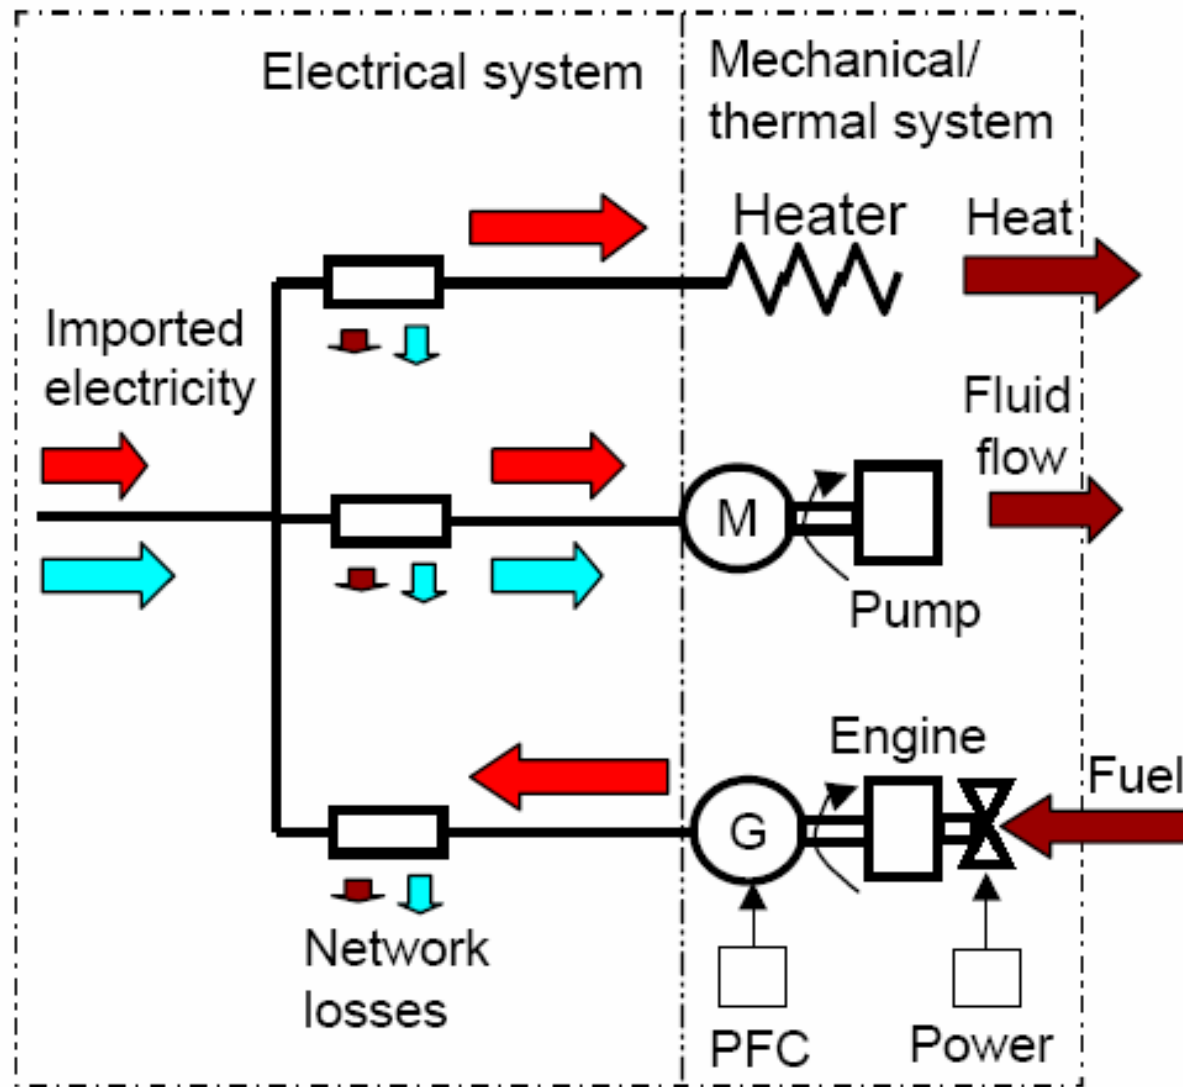 Electrical system
Mechanical/
thermal system
Heater
Heat
Imported
electricity
Fluid
flow
M
Pump
Engine
Fuel
G
Network
losses
PFC
Power